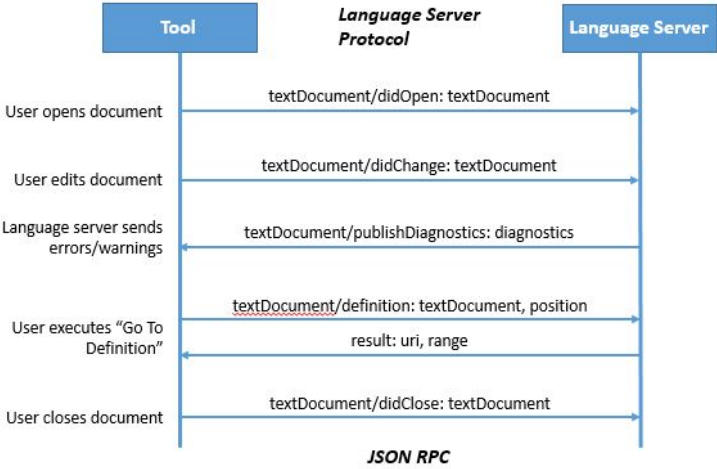 Tool
Language Server
Protocol
Language Server
textDocument/didOpen: textDocument
User opens document
textDocument/didChange: textDocument
User edits document
Language server sends
errors/warnings
textDocument/publishDiagnostics: diagnostics
textDocument/definition: textDocument, position
User executes “Go To
Definition”
result: uri, range
textDocument/didClose: textDocument
User closes document
JSON RPC